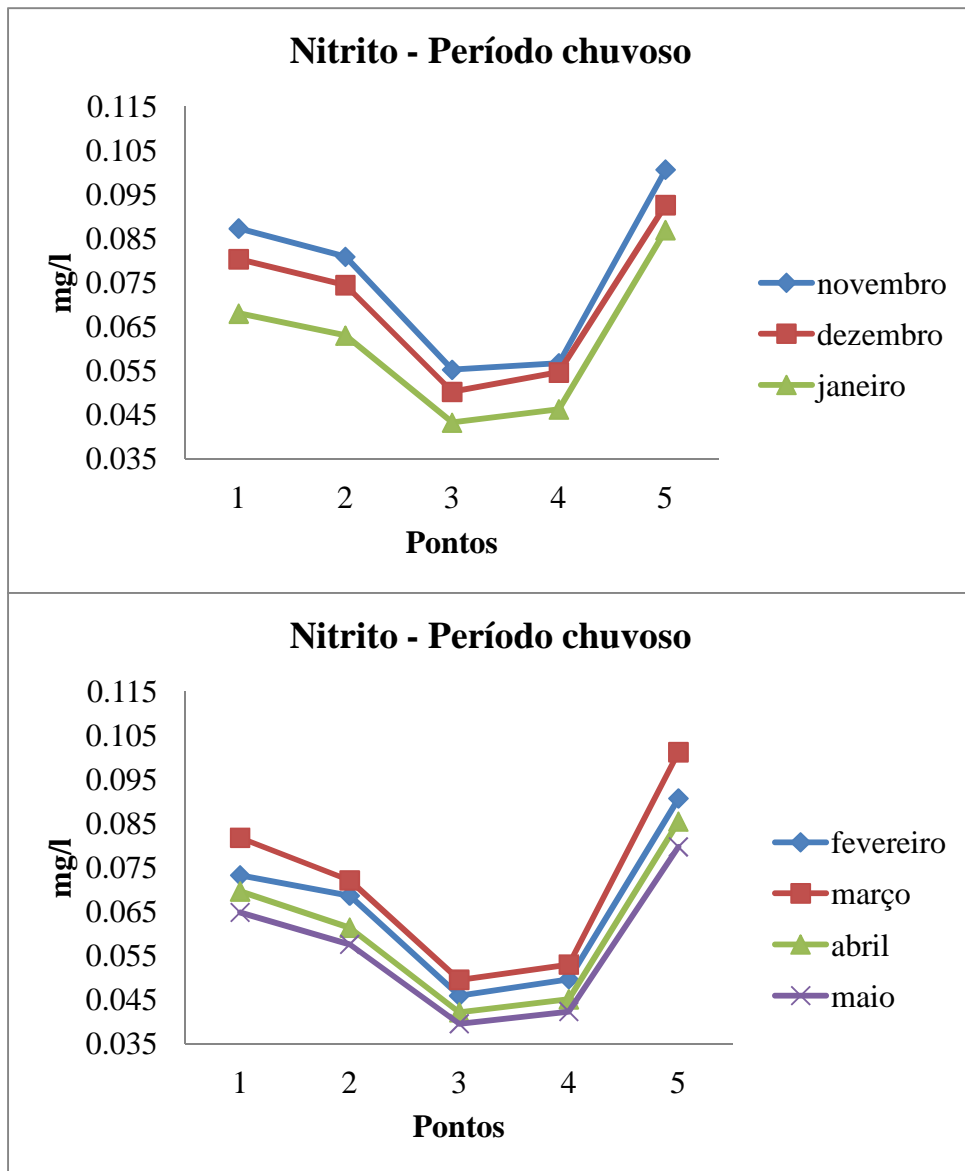 Nitrito - Período chuvoso
0.115
0.105
0.095
0.085
0.075
0.065
0.055
0.045
0.035
mg/l
1 2 3 4 5
Pontos
novembro
dezembro
janeiro
Nitrito - Período chuvoso
0.115
0.105
0.095
0.085
0.075
0.065
0.055
0.045
0.035
mg/l
1 2 3 4 5
Pontos
fevereiro
março
abril
maio